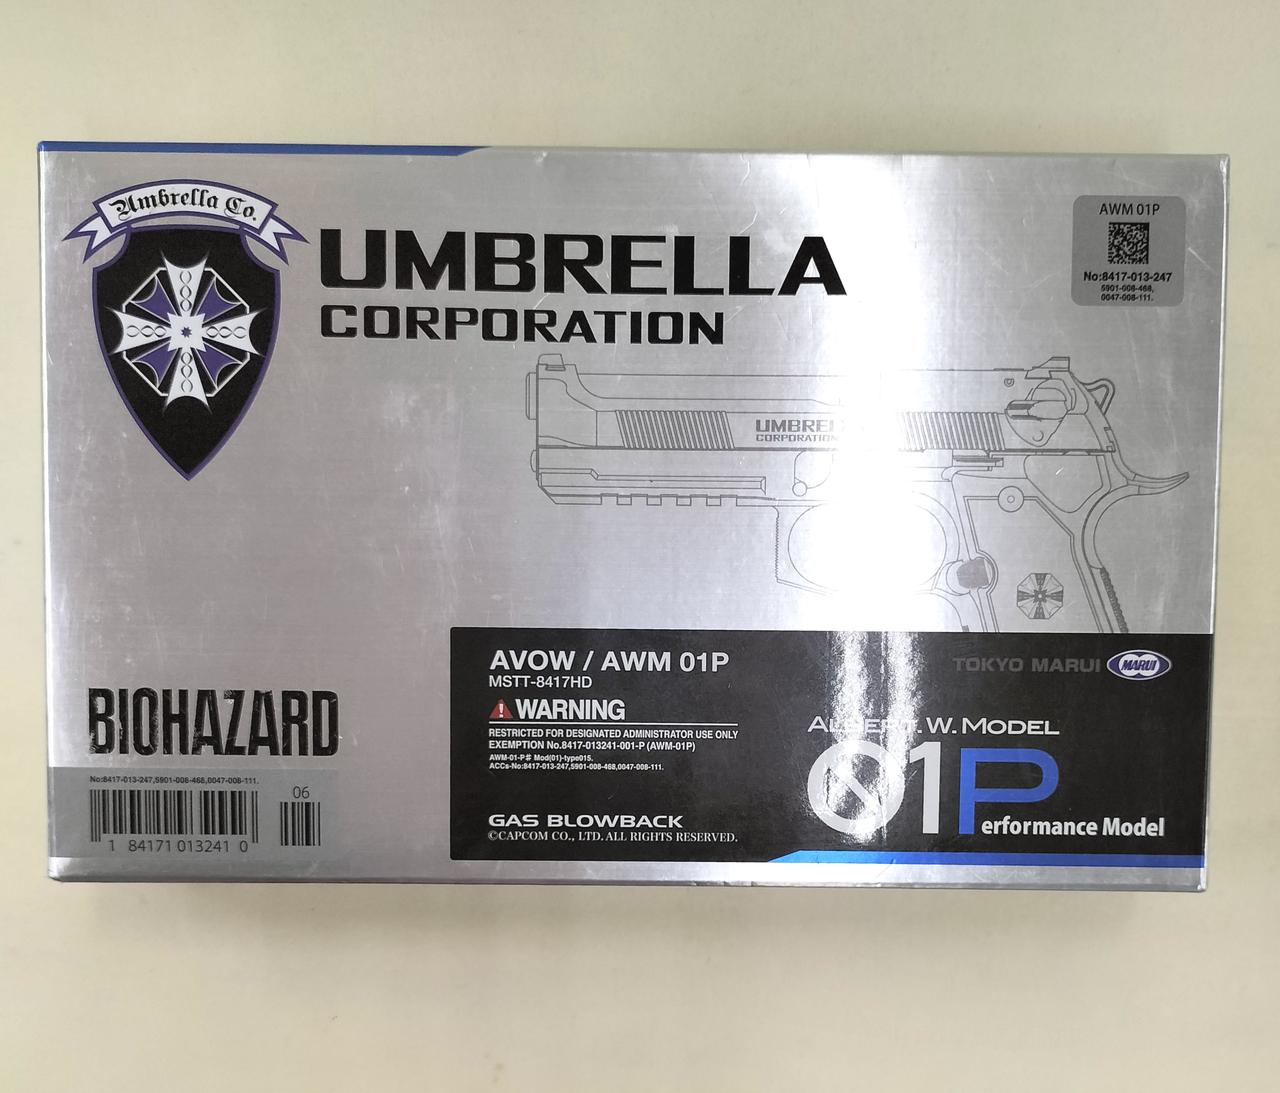 Umbrella Co.
UMBRELLA
CORPORATION
AWM 01P
No:8417-013-247
5901-008-468,
0047-008-111.
UMBREL
CORPORATION
BIOHAZARD
No:8417-013-247,5901-008-468,0047-008-111.
06
1 84171 013241 0
AVOW / AWM 01P
MSTT-8417HD
WARNING
RESTRICTED FOR DESIGNATED ADMINISTRATOR USE ONLY
EXEMPTION No.8417-013241-001-P (AWM-01P)
AWM-01-P# Mod(01)-type015.
ACCs-No:8417-013-247,5901-008-468,0047-008-111.
GAS BLOWBACK
©CAPCOM CO., LTD. ALL RIGHTS RESERVED.
TOKYO MARUI MARUI
ALBERT. W. MODEL
01P
erformance Model